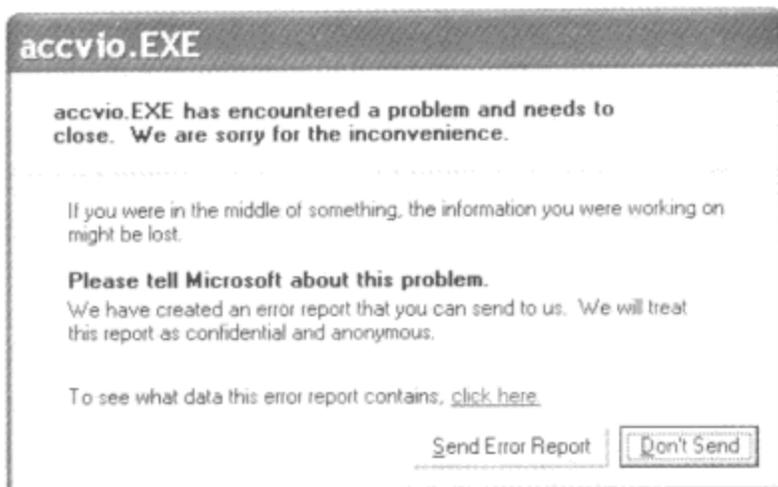 accvio.EXE
accvio.EXE has encountered a problem and needs to
close. We are sorry for the inconvenience.
If you were in the middle of something, the information you were working on
might be lost.
Please tell Microsoft about this problem.
We have created an error report that you can send to us. We will treat
this report as confidential and anonymous.
To see what data this error report contains, click here.
Send Error Report
Don't Send